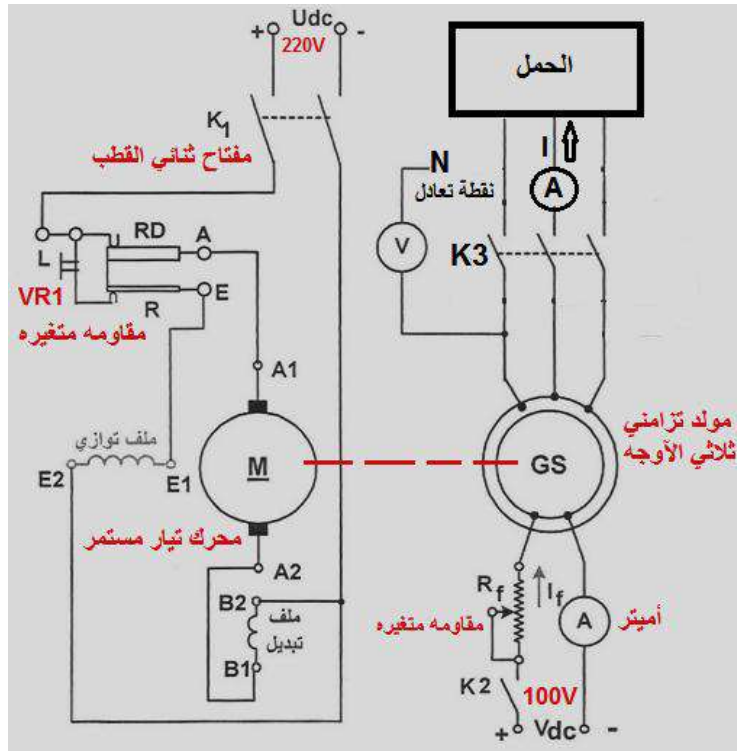 Udc
+ -
220V
K1
مفتاح ثنائي القطب
RD
A
L
VR1
R
E
مقاومه متغيره
A1
ملف توازي
E2
E1
M
محرك تيار مستمر
A2
B2
ملف
تبديل
B1
الحمل
I
N
A
نقطة تعادل
V
K3
مولد تزامني
ثلاثي الآوجه
GS
Rf
If
مقاومه متغيره
A
أميتر
K2
100V
+ Vdc -